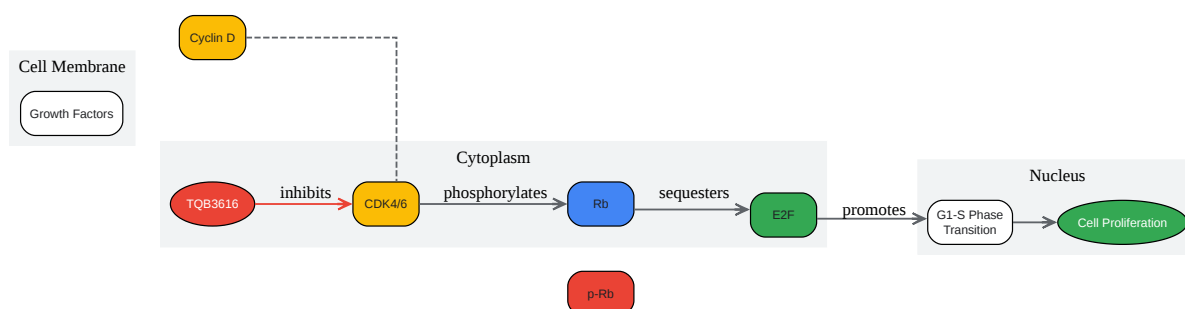 Cyclin D
Cell Membrane
Growth Factors
Cytoplasm
TQB3616
inhibits
CDK4/6
phosphorylates
Rb
sequesters
E2F
promotes
Nucleus
G1-S Phase
Transition
Cell Proliferation
p-Rb